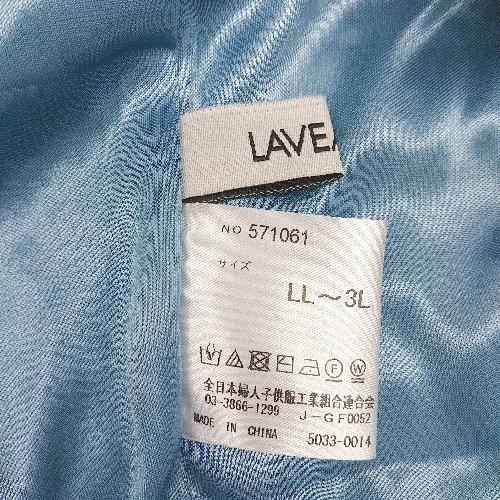 LAVEA
NO 571061
サイズ
LL～3L
全日本婦人子供服工業組合連合会
03-3866-1299 J-GF0052
MADE IN CHINA 5033-0014